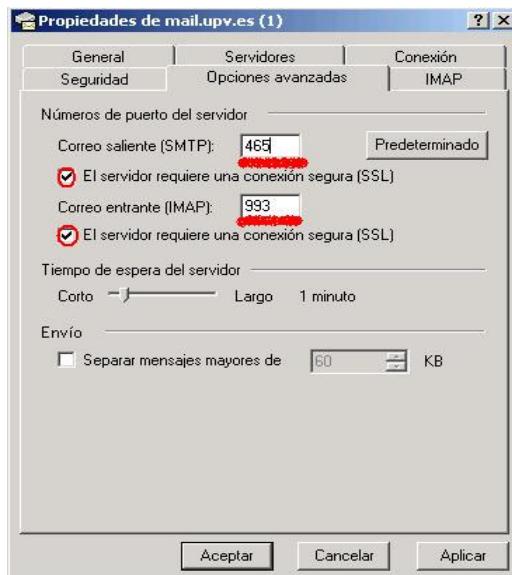 Propiedades de mail.upv.es (1)
General Servidores Conexión
Seguridad Opciones avanzadas IMAP
Números de puerto del servidor
Correo saliente (SMTP): 465 Predeterminado
El servidor requiere una conexión segura (SSL)
Correo entrante (IMAP): 993
El servidor requiere una conexión segura (SSL)
Tiempo de espera del servidor
Corto Largo 1 minuto
Envío
Separar mensajes mayores de 60 KB
Aceptar Cancelar Aplicar